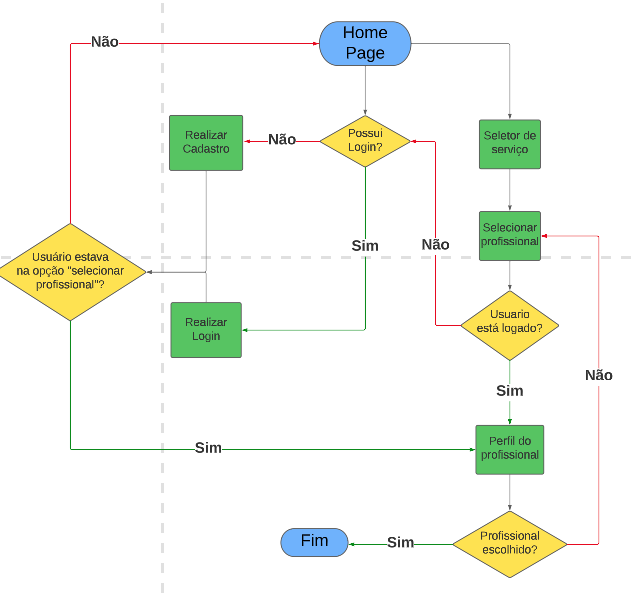 Não
Home
Page
Realizar
Cadastro
Não
Possui
Login?
Seletor de
serviço
Selecionar
profissional
Sim
Não
Usuário estava
na opção "selecionar
profissional"?
Realizar
Login
Usuario
está logado?
Não
Sim
Sim
Perfil do
profissional
Fim
Sim
Profissional
escolhido?